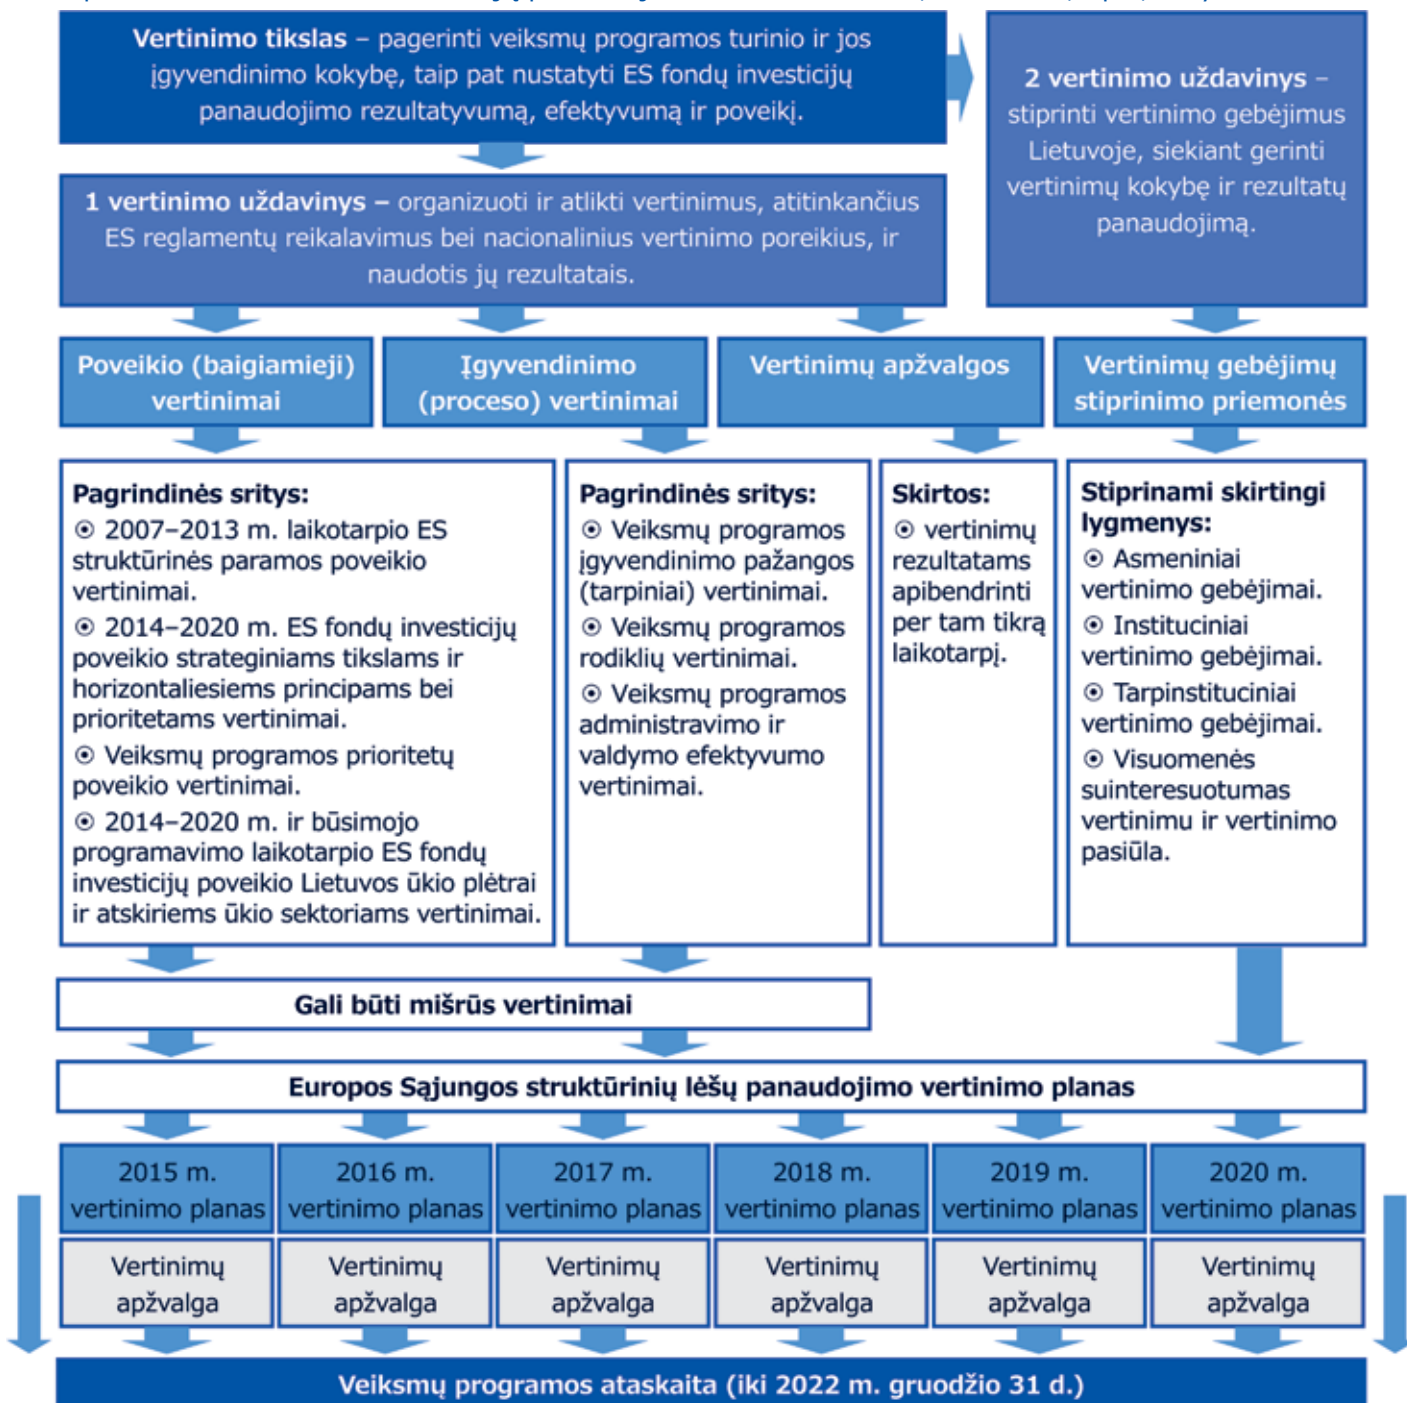 Vertinimo tikslas – pagerinti veiksmų programos turinio ir jos
įgyvendinimo kokybę, taip pat nustatyti ES fondų investicijų
panaudojimo rezultatyvumą, efektyvumą ir poveikį.
2 vertinimo uždavinys –
stiprinti vertinimo gebėjimus
Lietuvoje, siekiant gerinti
vertinimų kokybę ir rezultatų
panaudojimą.
1 vertinimo uždavinys – organizuoti ir atlikti vertinimus, atitinkančius
ES reglamentų reikalavimus bei nacionalinius vertinimo poreikius, ir
naudotis jų rezultatais.
Poveikio (baigiamieji)
vertinimai
Įgyvendinimo
(proceso) vertinimai
Vertinimų apžvalgos
Vertinimų gebėjimų
stiprinimo priemonės
Pagrindinės sritys:
⦿ 2007–2013 m. laikotarpio ES
struktūrinės paramos poveikio
vertinimai.
⦿ 2014–2020 m. ES fondų investicijų
poveikio strateginiams tikslams ir
horizontaliesiems principams bei
prioritetams vertinimai.
⦿ Veiksmų programos prioritetų
poveikio vertinimai.
⦿ 2014–2020 m. ir būsimojo
programavimo laikotarpio ES fondų
investicijų poveikio Lietuvos ūkio plėtrai
ir atskiriems ūkio sektoriams vertinimai.
Pagrindinės sritys:
⦿ Veiksmų programos
įgyvendinimo pažangos
(tarpiniai) vertinimai.
⦿ Veiksmų programos
rodiklių vertinimai.
⦿ Veiksmų programos
administravimo ir
valdymo efektyvumo
vertinimai.
Skirtos:
⦿ vertinimų
rezultatams
apibendrinti
per tam tikrą
laikotarpį.
Stiprinami skirtingi
lygmenys:
⦿ Asmeniniai
vertinimo gebėjimai.
⦿ Instituciniai
vertinimo gebėjimai.
⦿ Tarpinstituciniai
vertinimo gebėjimai.
⦿ Visuomenės
suinteresuotumas
vertinimu ir vertinimo
pasiūla.
Gali būti mišrūs vertinimai
Europos Sąjungos struktūrinių lėšų panaudojimo vertinimo planas
2015 m.
vertinimo planas
2016 m.
vertinimo planas
2017 m.
vertinimo planas
2018 m.
vertinimo planas
2019 m.
vertinimo planas
2020 m.
vertinimo planas
Vertinimų
apžvalga
Vertinimų
apžvalga
Vertinimų
apžvalga
Vertinimų
apžvalga
Vertinimų
apžvalga
Vertinimų
apžvalga
Veiksmų programos ataskaita (iki 2022 m. gruodžio 31 d.)